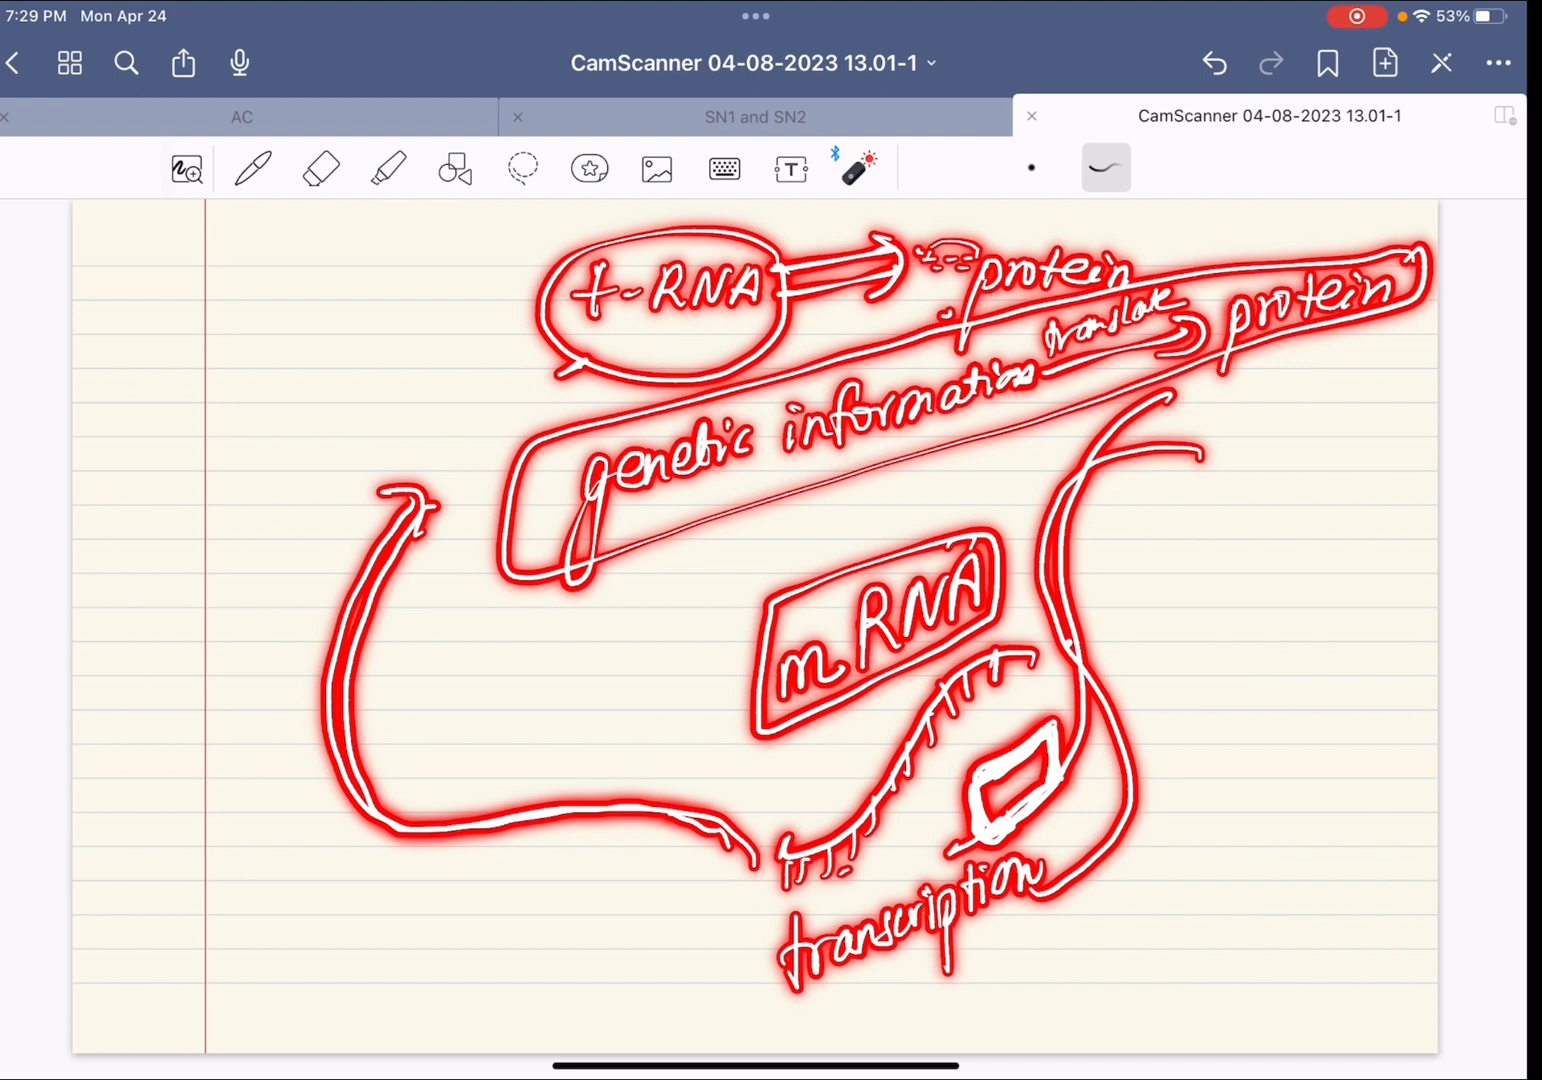 7:29 PM Mon Apr 24
53%
CamScanner 04-08-2023 13.01-1
AC
SN1 and SN2
CamScanner 04-08-2023 13.01-1
T
t-RNA protein
genetic information translate protein
mRNA
transcription